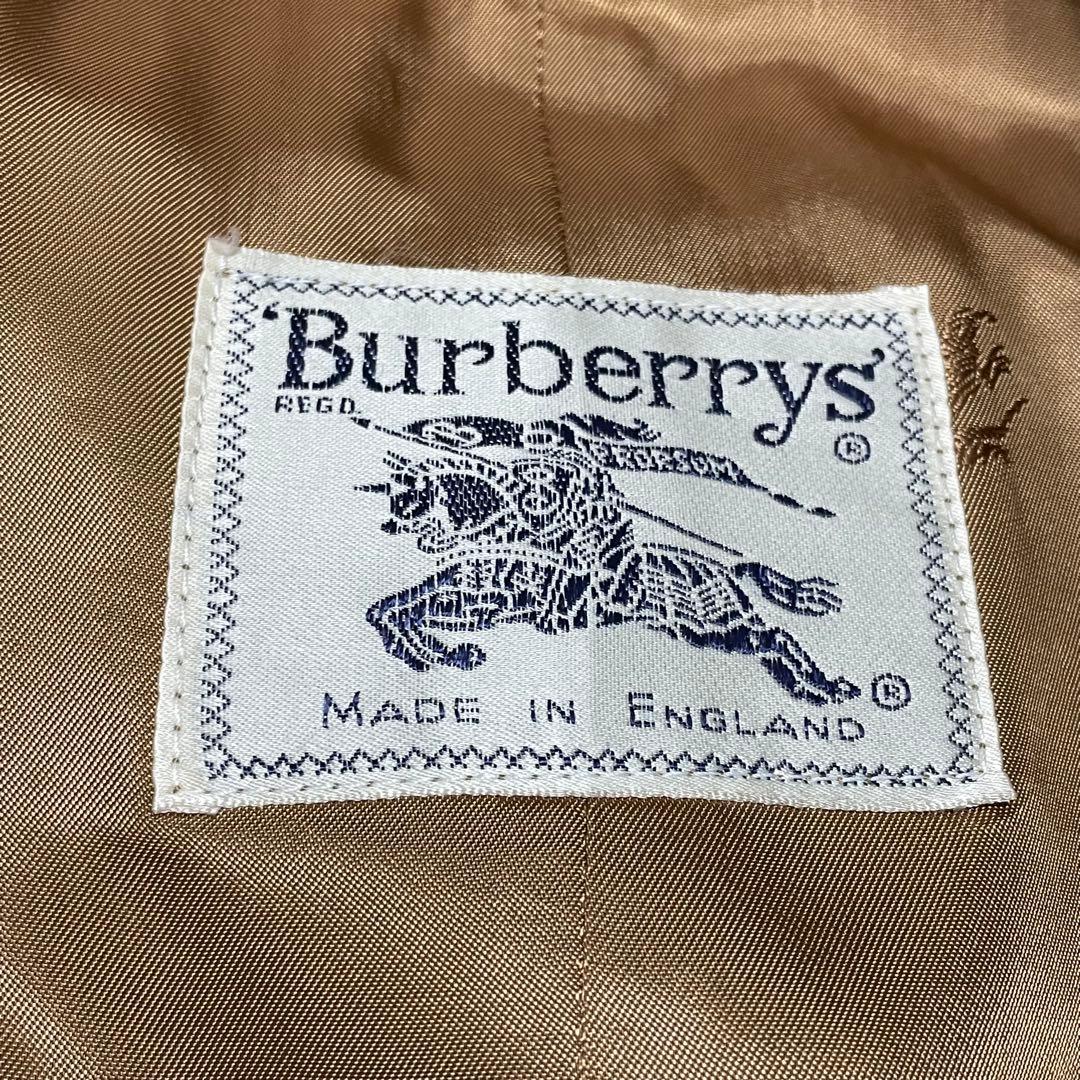 ‘Burberrys’
REGD.
®
PRORSUM
®
MADE IN ENGLAND